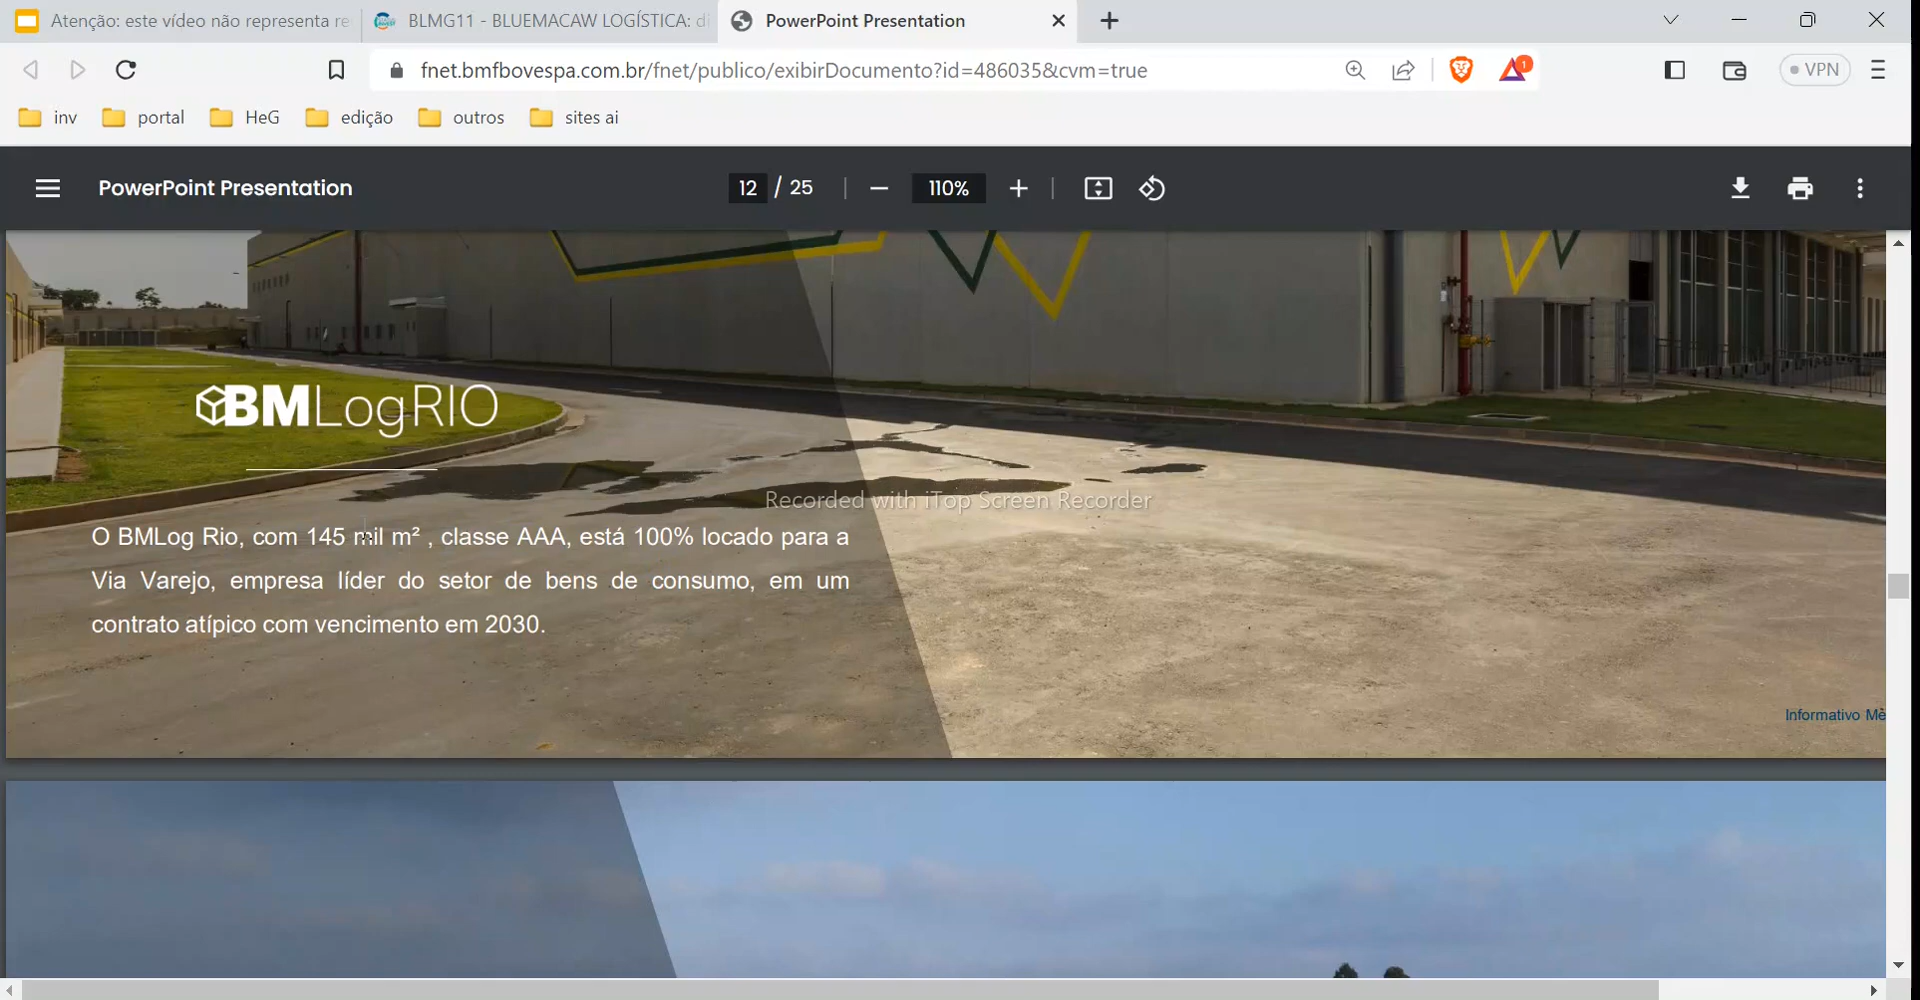 Atenção: este vídeo não representa re
BLMG11 - BLUEMACAW LOGÍSTICA: di
PowerPoint Presentation
fnet.bmfbovespa.com.br/fnet/publico/exibirDocumento?id=486035&cvm=true
1
VPN
inv
portal
HeG
edição
outros
sites ai
PowerPoint Presentation
12 / 25
110%
BMLogRIO
Recorded with iTop Screen Recorder
O BMLog Rio, com 145 mil m² , classe AAA, está 100% locado para a
Via Varejo, empresa líder do setor de bens de consumo, em um
contrato atípico com vencimento em 2030.
Informativo Me